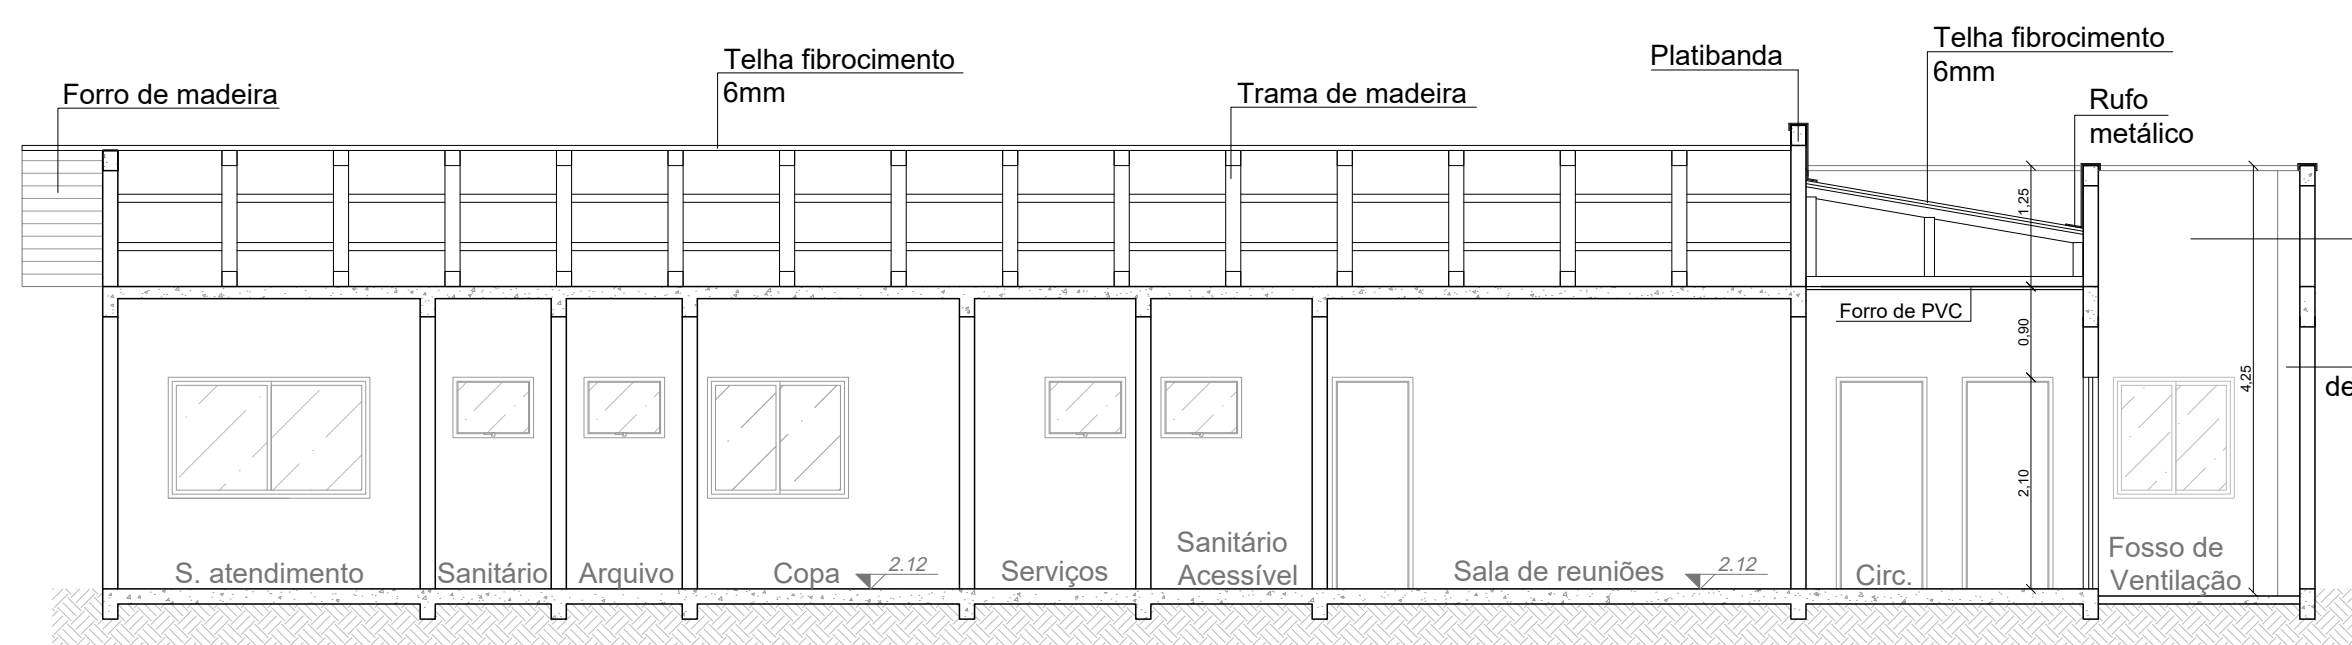 Forro de madeira
Telha fibrocimento
6mm
Trama de madeira
Platibanda
Telha fibrocimento
6mm
Rufo
metálico
1,25
Forro de PVC
0,90
4,25
de
2,10
S. atendimento
Sanitário
Arquivo
Copa
2.12
Serviços
Sanitário
Acessível
Sala de reuniões
2.12
Circ.
Fosso de
Ventilação